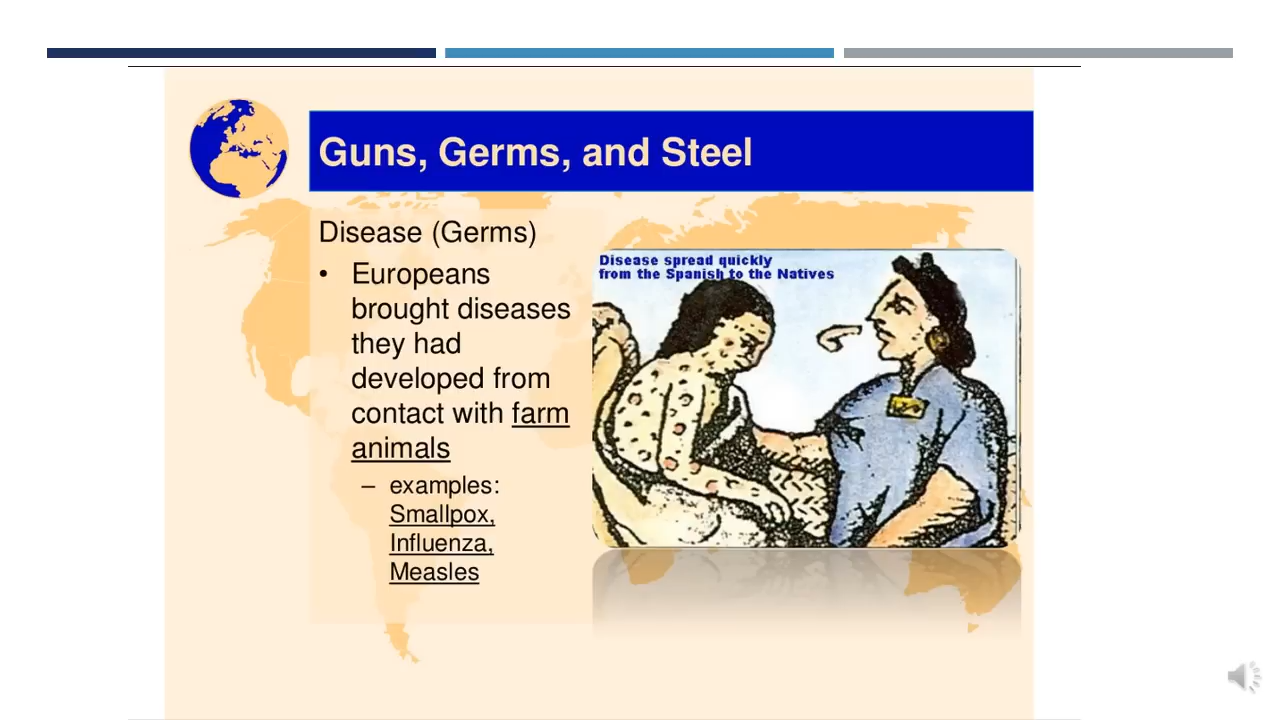 Guns, Germs, and Steel
Disease (Germs)
• Europeans
brought diseases
they had
developed from
contact with farm
animals
– examples:
Smallpox,
Influenza,
Measles
Disease spread quickly
from the Spanish to the Natives